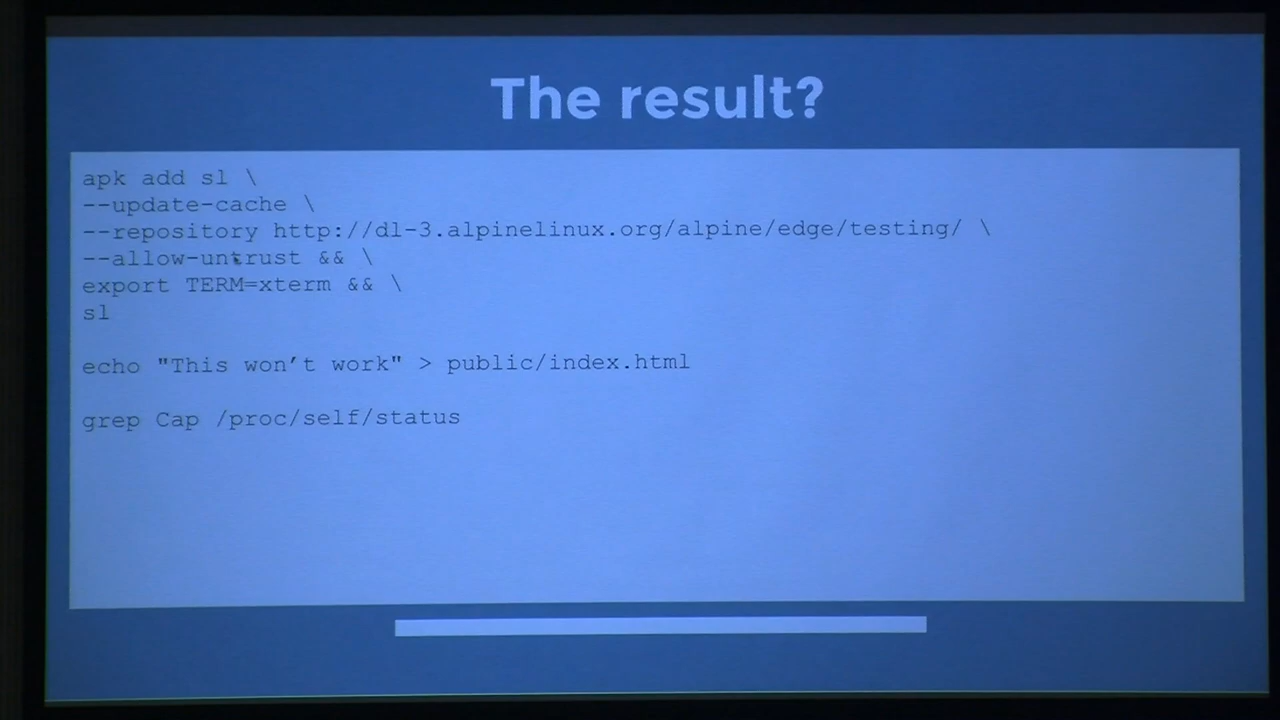 The result?
apk add sl \
--update-cache \
--repository http://dl-3.alpinelinux.org/alpine/edge/testing/ \
--allow-untrust && \
export TERM=xterm && \
sl
echo "This won’t work" > public/index.html
grep Cap /proc/self/status